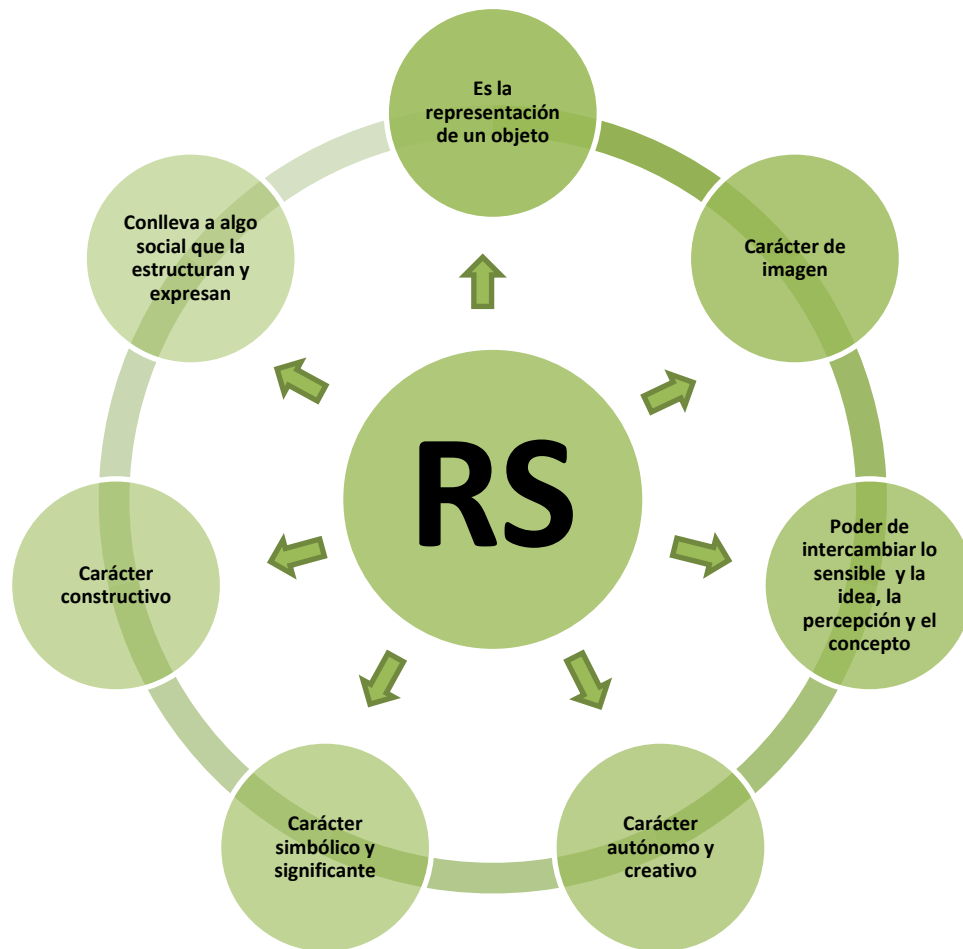 Es la
representación
de un objeto
Carácter de
imagen
Poder de
intercambiar lo
sensible y la
idea, la
percepción y el
concepto
Carácter
autónomo y
creativo
Carácter
simbólico y
significante
Carácter
constructivo
Conlleva a algo
social que la
estructuran y
expresan
RS